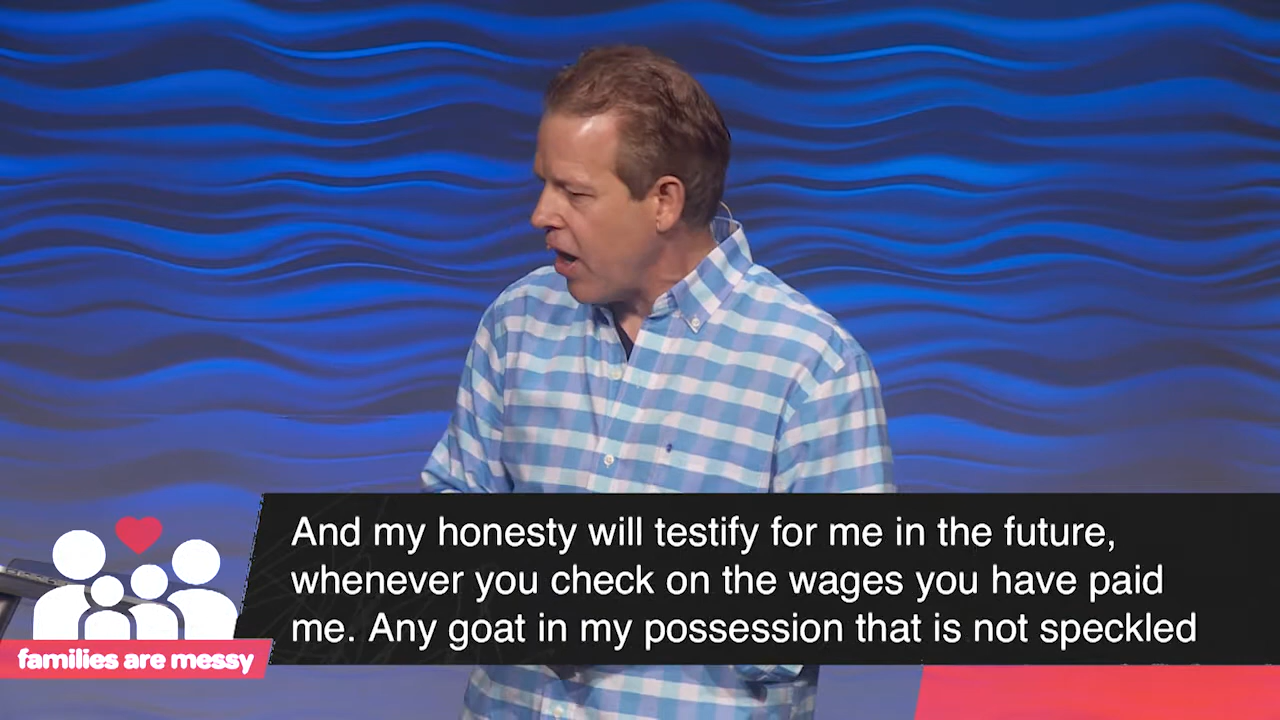 And my honesty will testify for me in the future,
whenever you check on the wages you have paid
me. Any goat in my possession that is not speckled
families are messy